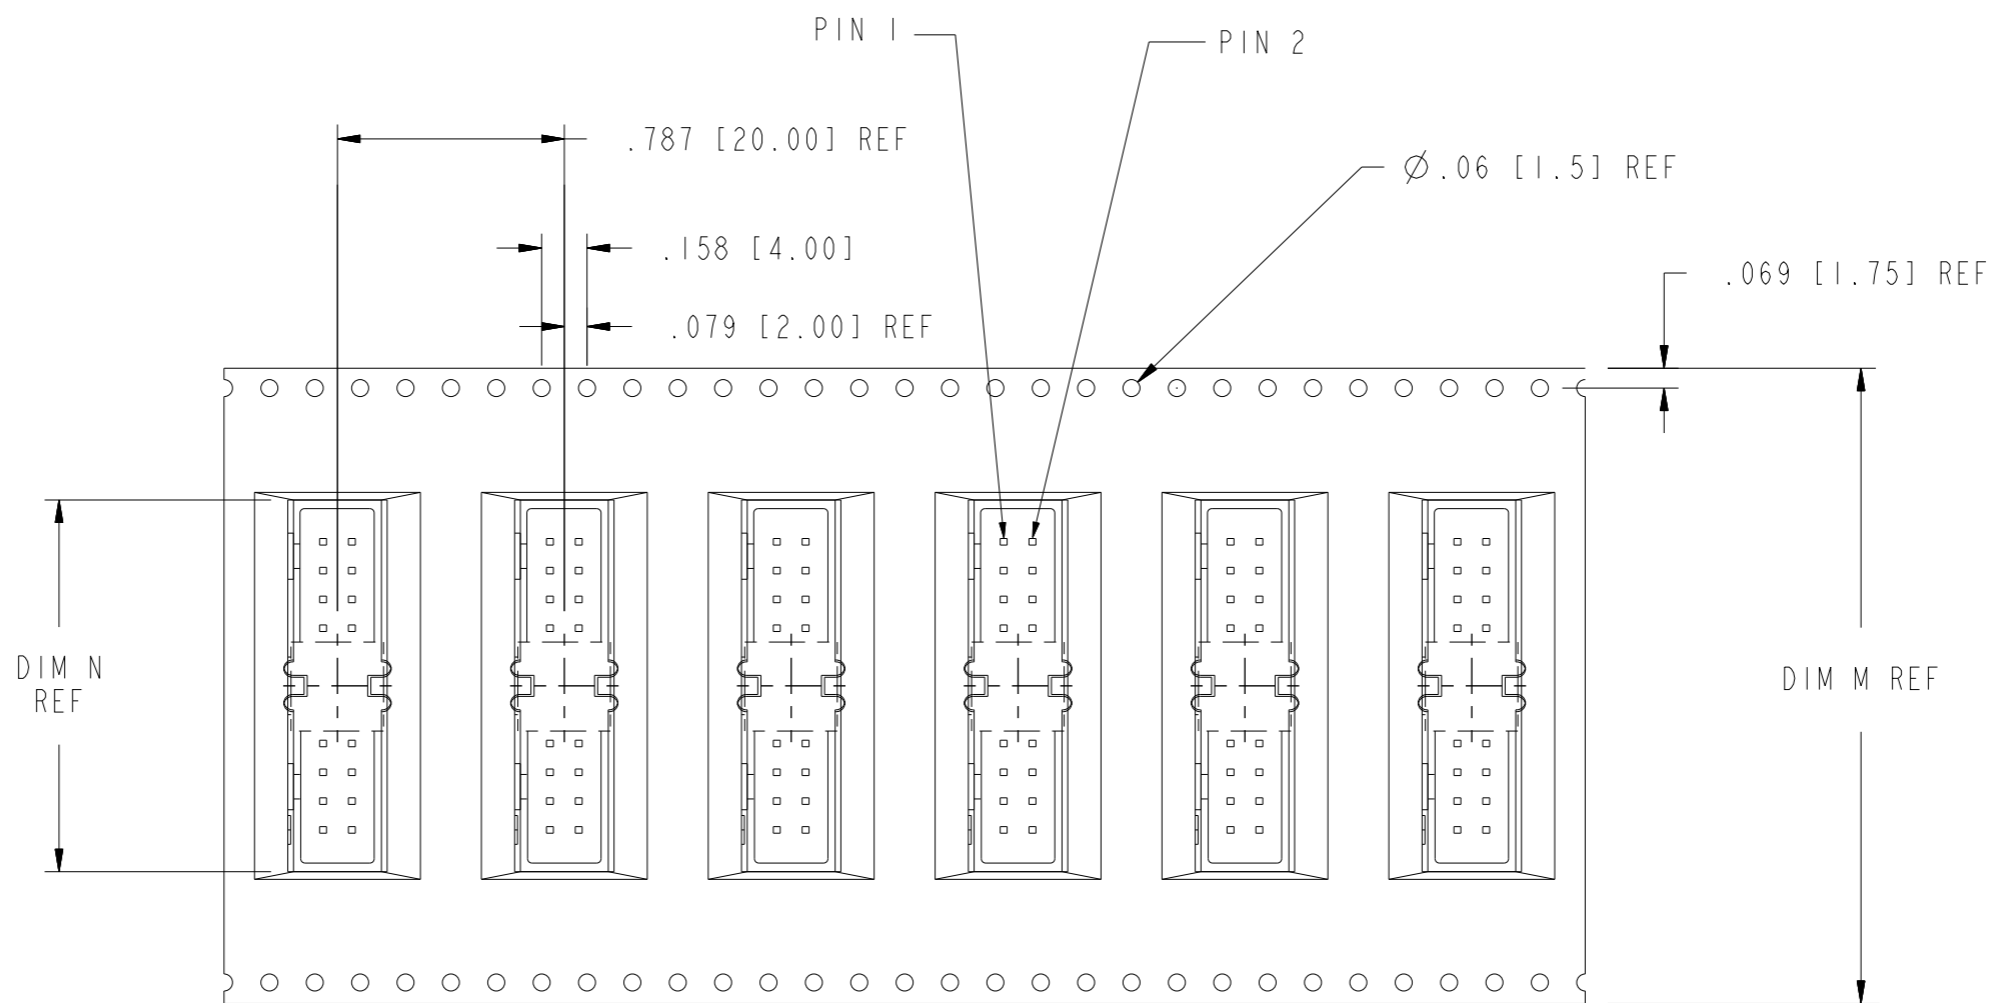 PIN 1
PIN 2
.787 [20.00] REF
Ø.06 [1.5] REF
.158 [4.00]
.069 [1.75] REF
.079 [2.00] REF
DIM N
REF
DIM M REF